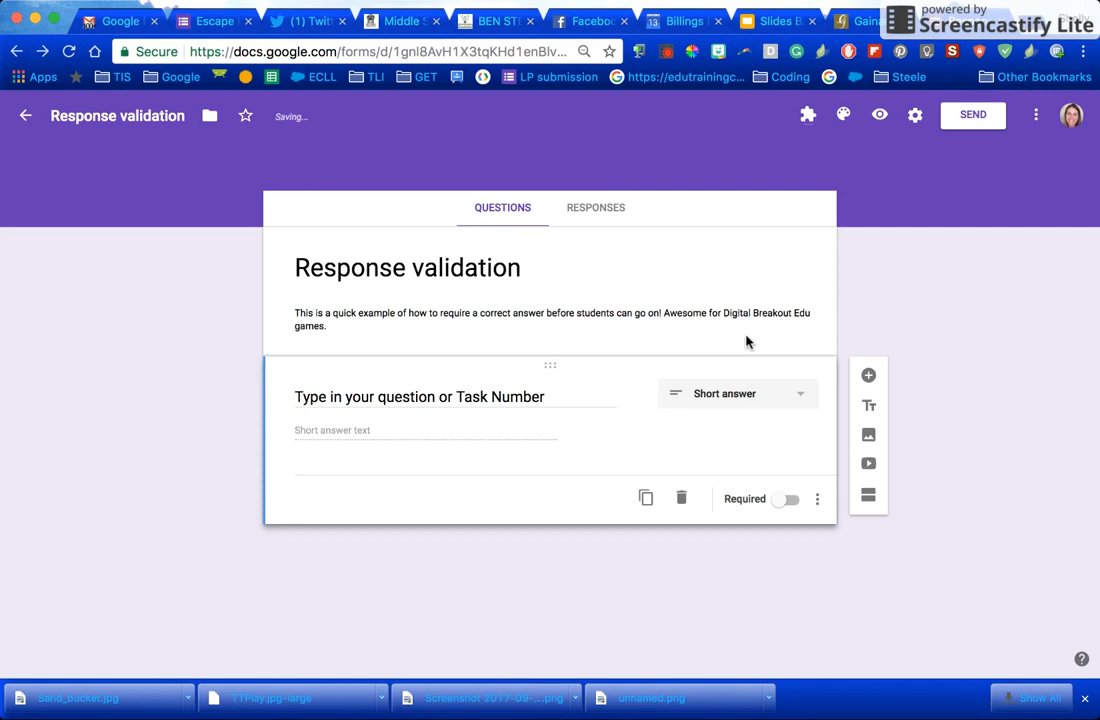 powered by
Screencastify Lite
Google
Escape
(1) Twitt
Middle S
BEN ST
Facebo
Billings
Slides B
Gaina
Secure
https://docs.google.com/forms/d/1gnl8AvH1X3tqKHd1enBlv...
Apps
TIS
Google
ECLL
TLI
GET
LP submission
https://edutrainingc...
Coding
Steele
Other Bookmarks
Response validation
Saving...
SEND
QUESTIONS
RESPONSES
Response validation
This is a quick example of how to require a correct answer before students can go on! Awesome for Digital Breakout Edu
games.
Type in your question or Task Number
Short answer
Short answer text
Required
Sand_bucket.jpg
TTPlay.jpg-large
Screenshot 2017-09-....png
unnamed.png
Show All